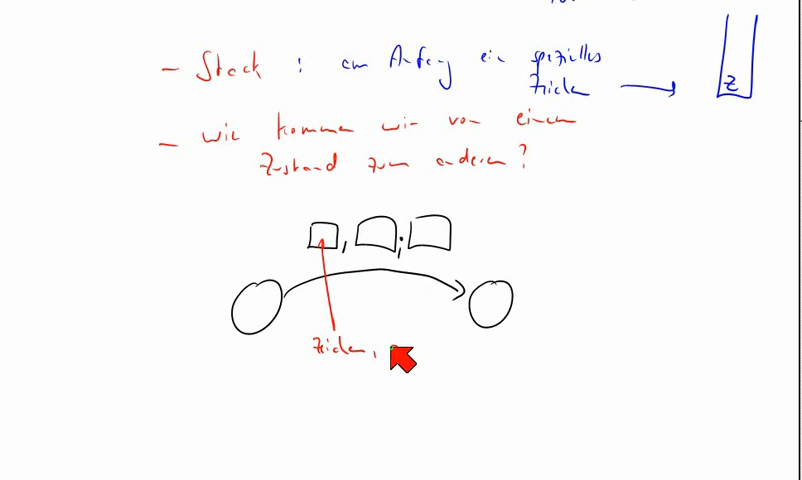 - Stack : am Anfang ein spezielles
Zeichen
Z
- wie kommen wir von einem
Zustand zum anderen?
, ;
Zeichen,